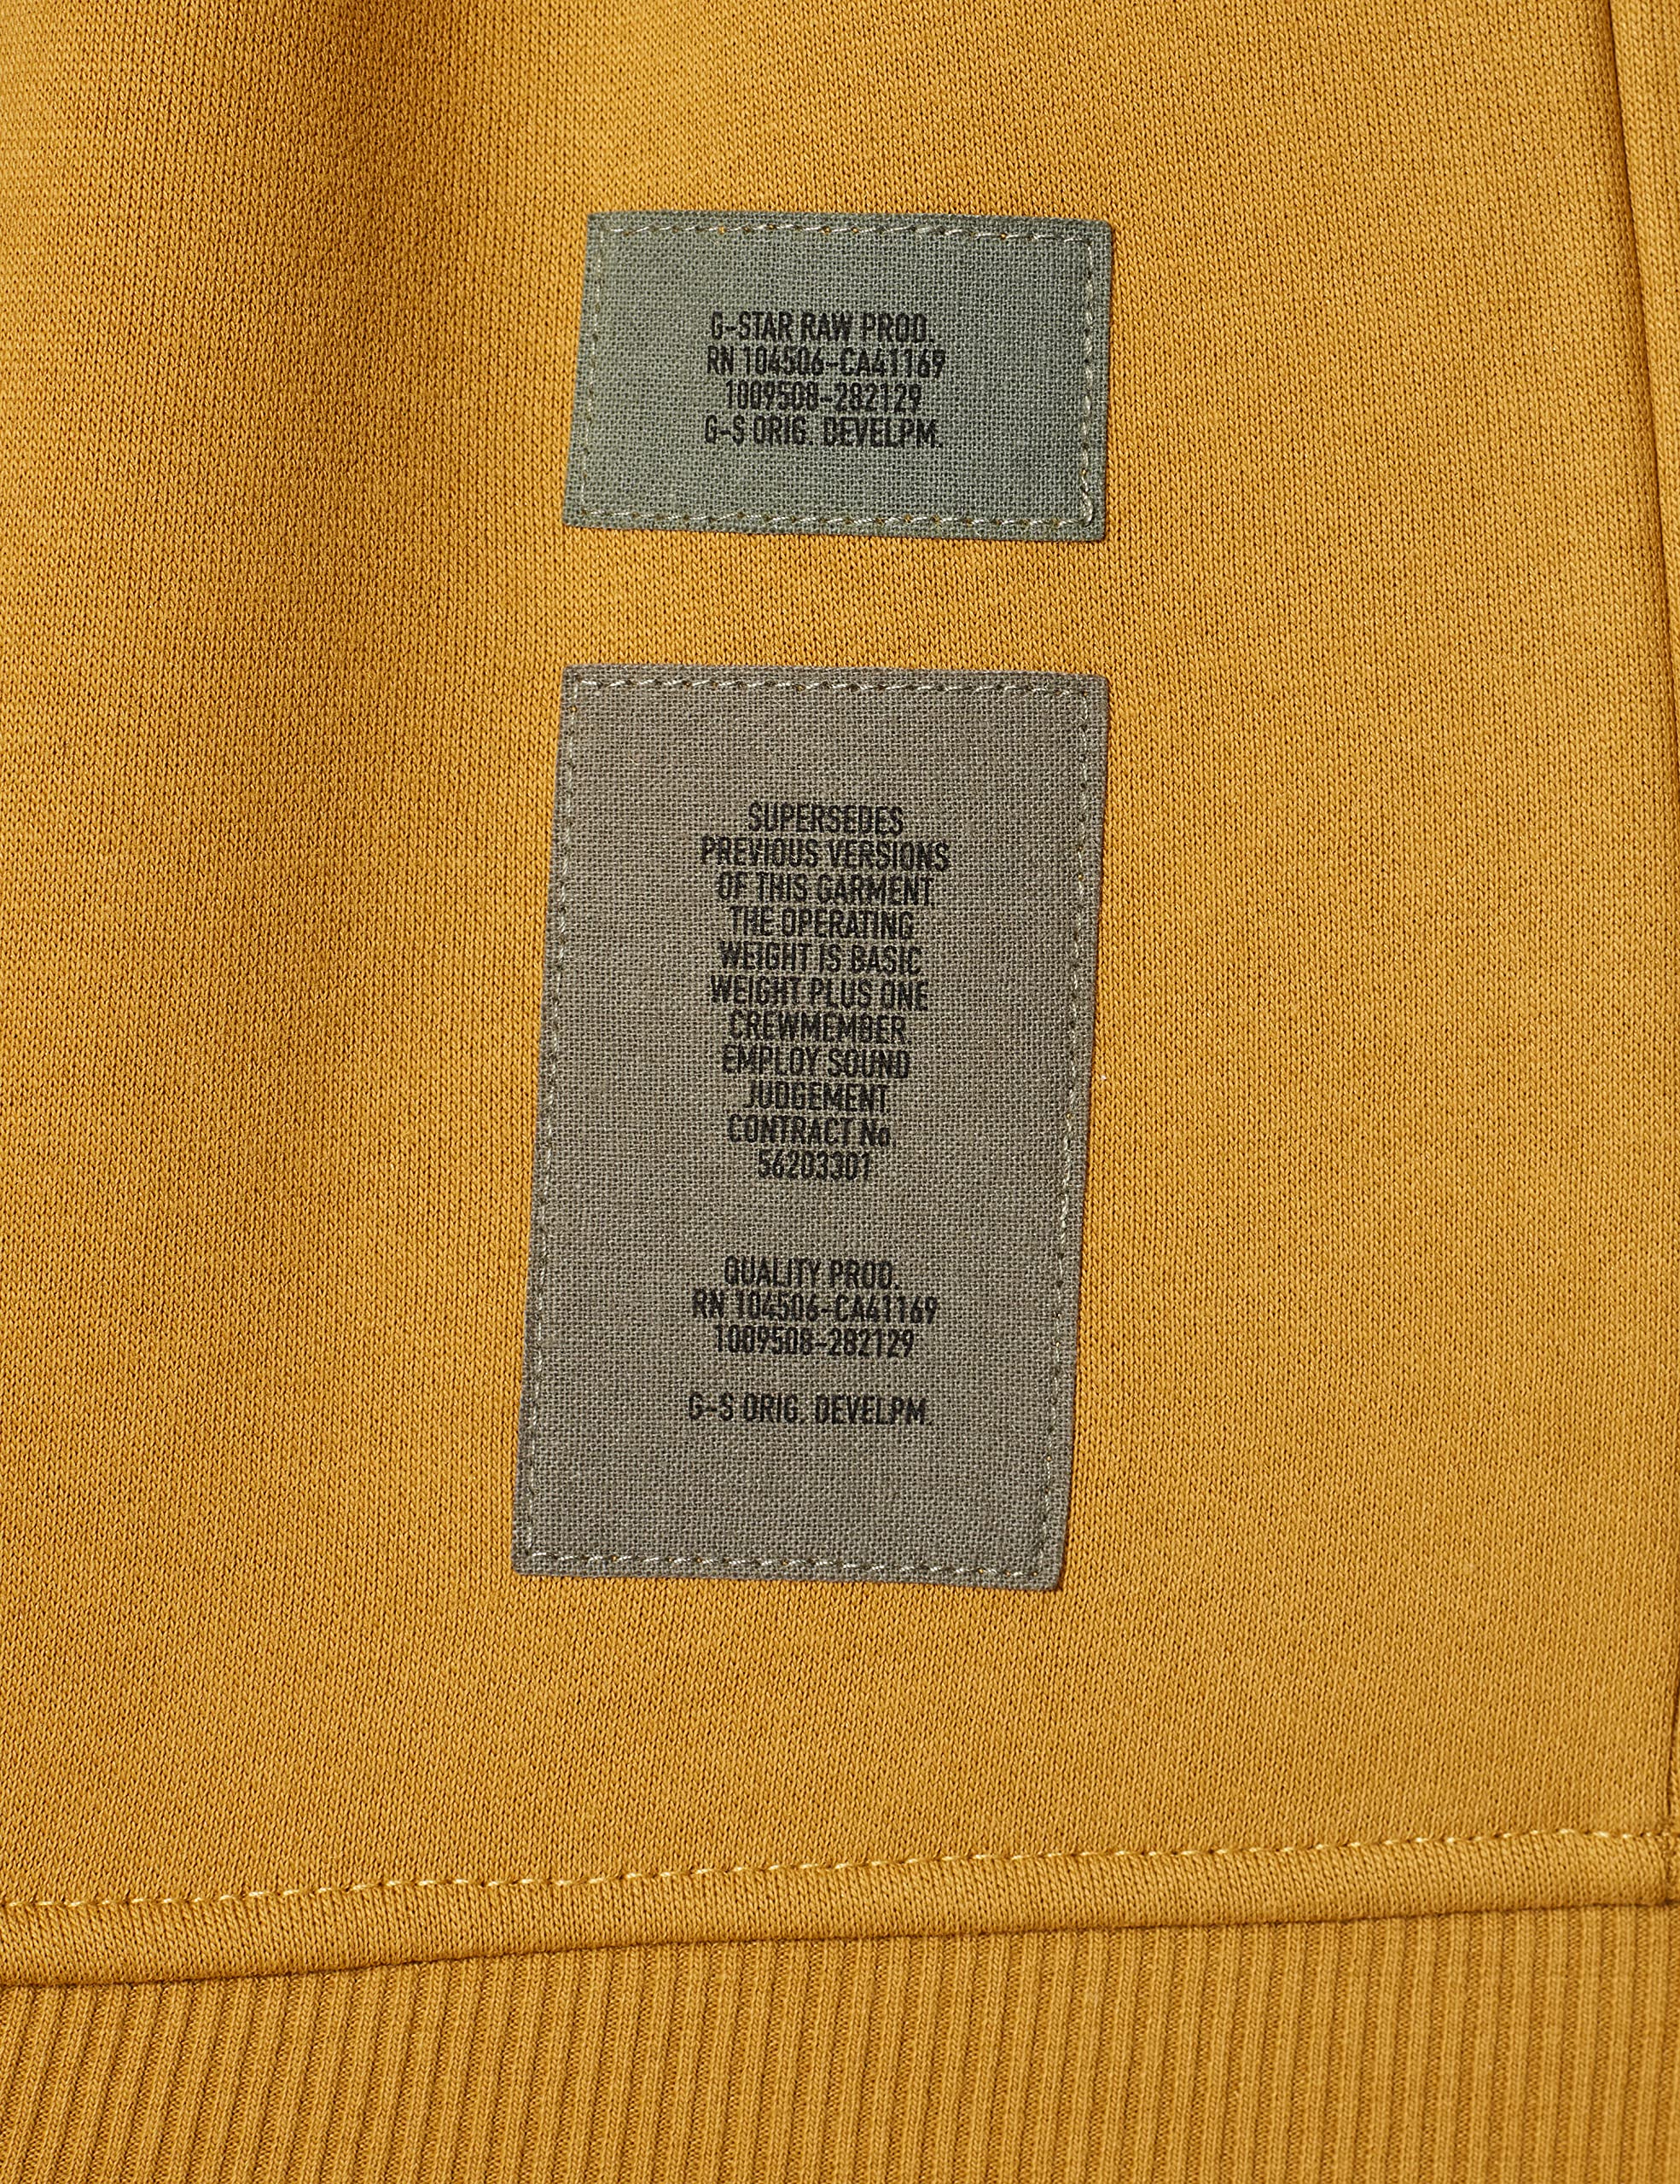 G-STAR RAW PROD.
RN 104506-CA41169
1009508-282129
G-S ORIG. DEVELPM.
SUPERSEDES
PREVIOUS VERSIONS
OF THIS GARMENT.
THE OPERATING
WEIGHT IS BASIC
WEIGHT PLUS ONE
CREWMEMBER.
EMPLOY SOUND
JUDGEMENT
CONTRACT No.
56203301
QUALITY PROD.
RN 104506-CA41169
1009508-282129
G-S ORIG. DEVELPM.